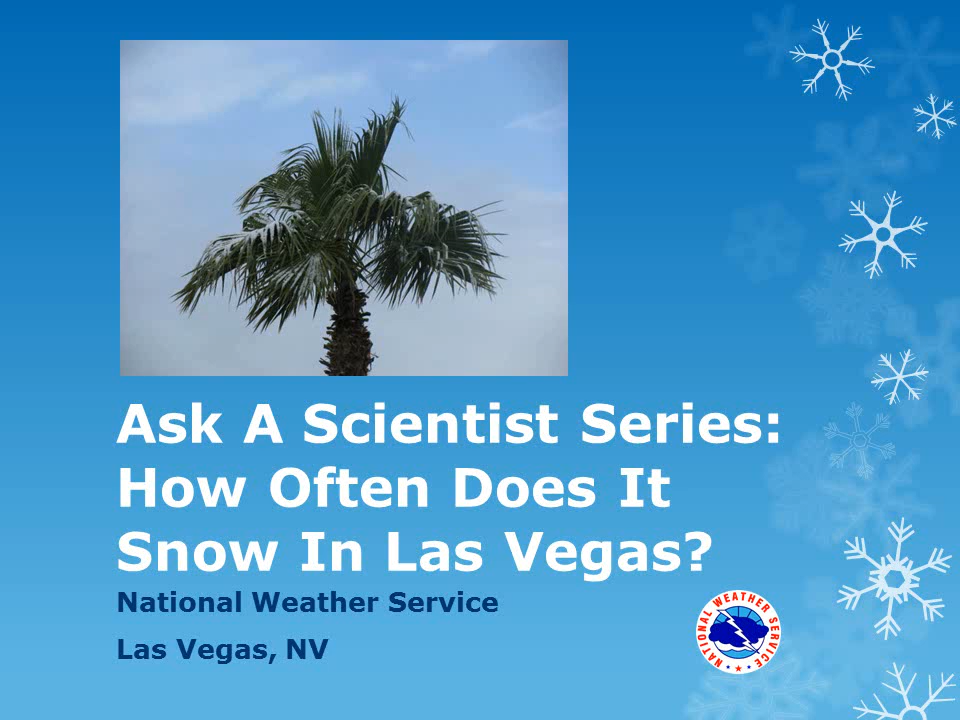 Ask A Scientist Series:
How Often Does It
Snow In Las Vegas?
National Weather Service
Las Vegas, NV
NATIONAL WEATHER SERVICE